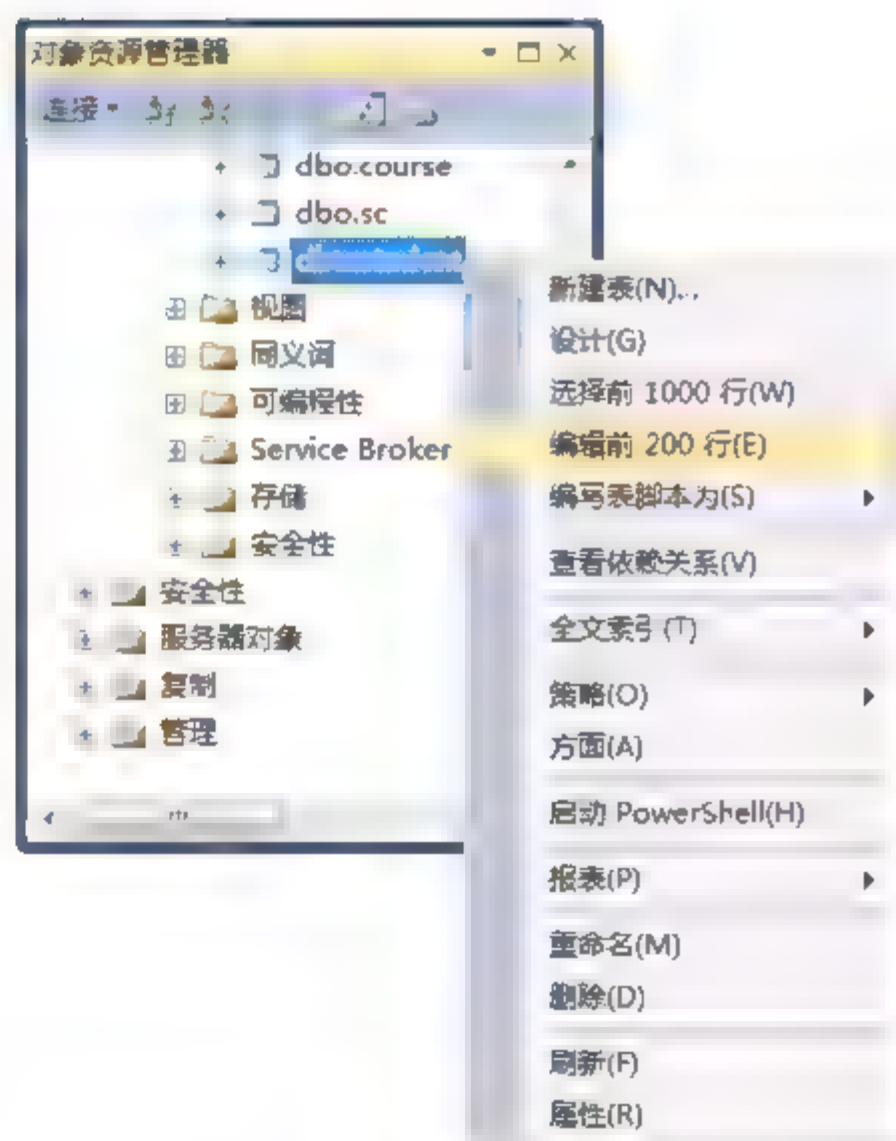 对象资源管理器
连接
dbo.course
dbo.sc
视图
同义词
可编程性
Service Broker
存储
安全性
安全性
服务器对象
复制
管理
新建表(N)...
设计(G)
选择前 1000 行(W)
编辑前 200 行(E)
编写表脚本为(S)
查看依赖关系(V)
全文索引(T)
策略(O)
方面(A)
启动 PowerShell(H)
报表(P)
重命名(M)
删除(D)
刷新(F)
属性(R)